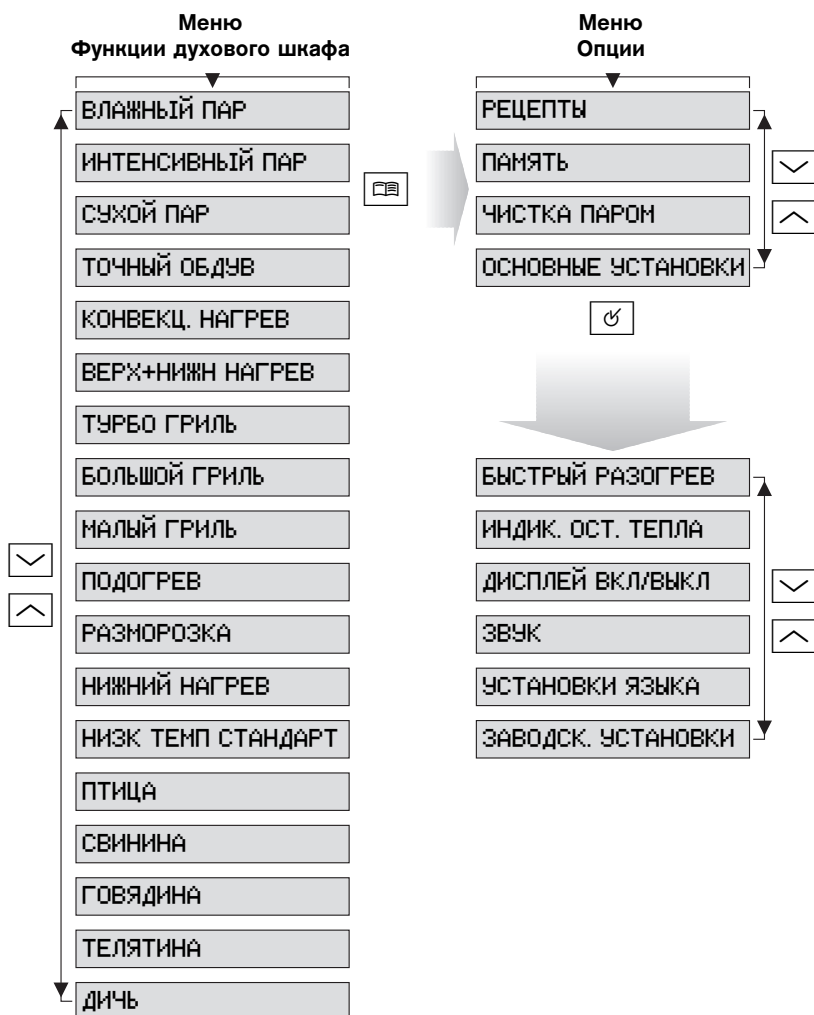 Меню
Функции духового шкафа
ВЛАЖНЫЙ ПАР
ИНТЕНСИВНЫЙ ПАР
СУХОЙ ПАР
ТОЧНЫЙ ОБДУВ
КОНВЕКЦ. НАГРЕВ
ВЕРХ+НИЖН НАГРЕВ
ТУРБО ГРИЛЬ
БОЛЬШОЙ ГРИЛЬ
МАЛЫЙ ГРИЛЬ
ПОДОГРЕВ
РАЗМОРОЗКА
НИЖНИЙ НАГРЕВ
НИЗК ТЕМП СТАНДАРТ
ПТИЦА
СВИНИНА
ГОВЯДИНА
ТЕЛЯТИНА
ДИЧЬ
Меню
Опции
РЕЦЕПТЫ
ПАМЯТЬ
ЧИСТКА ПАРОМ
ОСНОВНЫЕ УСТАНОВКИ
БЫСТРЫЙ РАЗОГРЕВ
ИНДИК. ОСТ. ТЕПЛА
ДИСПЛЕЙ ВКЛ/ВЫКЛ
ЗВУК
УСТАНОВКИ ЯЗЫКА
ЗАВОДСК. УСТАНОВКИ